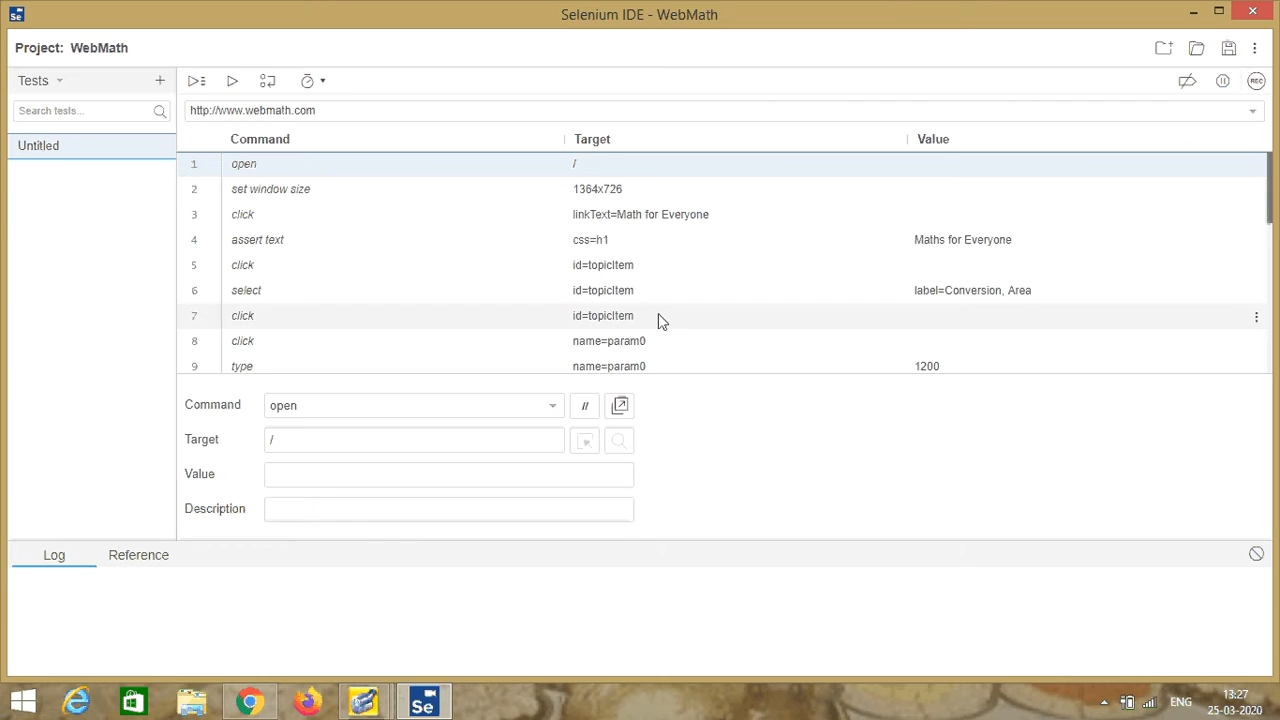 Se Selenium IDE - WebMath
Project: WebMath
Tests
Search tests...
Untitled
REC
http://www.webmath.com
Command Target Value
1 open /
2 set window size 1364x726
3 click linkText=Math for Everyone
4 assert text css=h1 Maths for Everyone
5 click id=topicItem
6 select id=topicItem label=Conversion, Area
7 click id=topicItem
8 click name=param0
9 type name=param0 1200
Command open //
Target /
Value
Description
Log Reference
Se ENG 13:27
25-03-2020